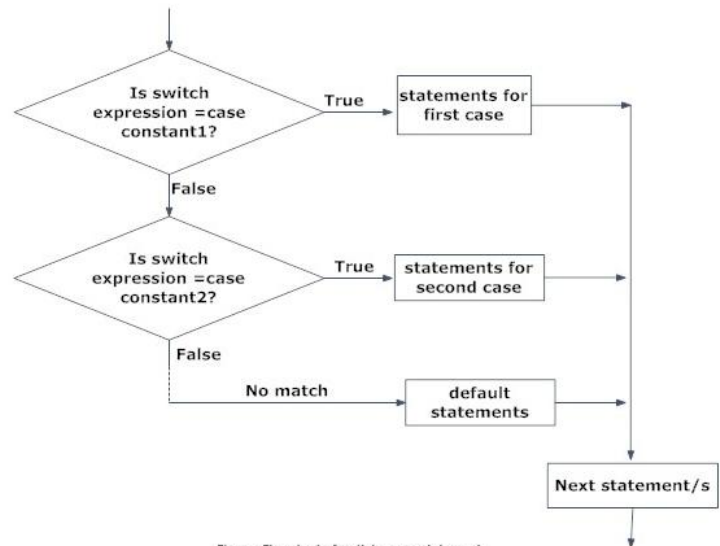 Is switch
expression =case
constant1?
True
statements for
first case
False
Is switch
expression =case
constant2?
True
statements for
second case
False
No match
default
statements
Next statement/s